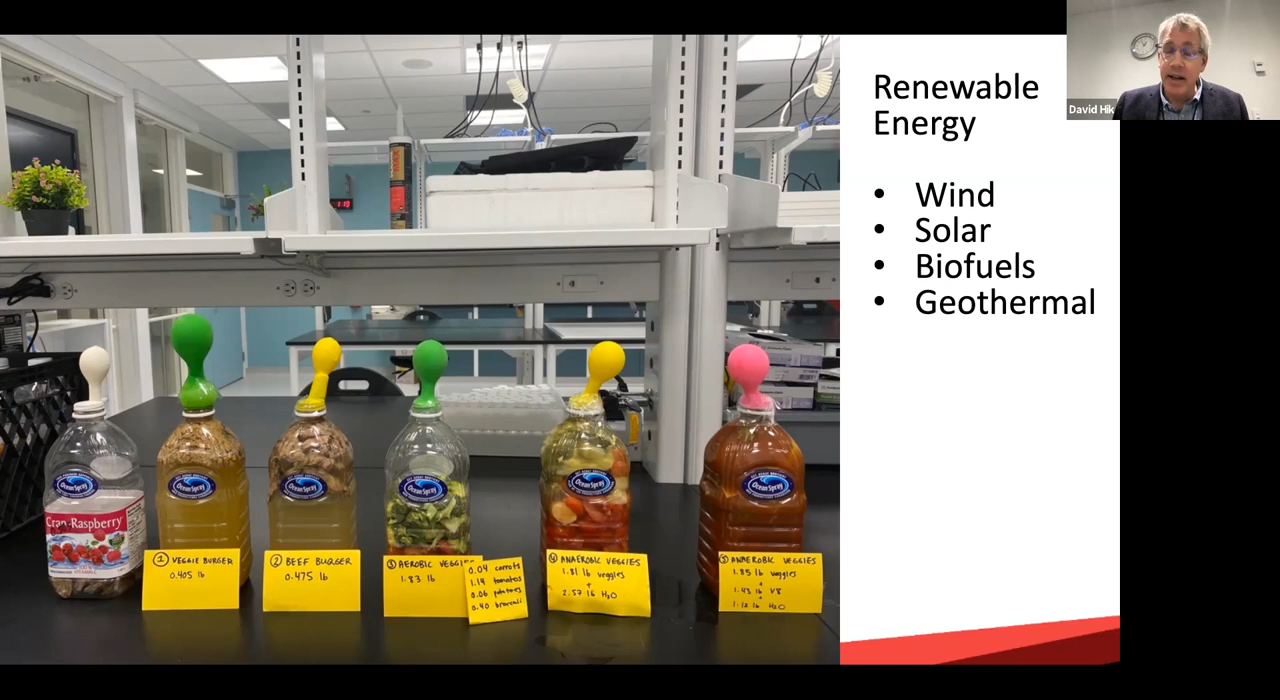 Renewable
Energy
• Wind
• Solar
• Biofuels
• Geothermal
David Hik
Ocean Spray
Ocean Spray
Ocean Spray
Ocean Spray
Ocean Spray
Ocean Spray
Cran-Raspberry
① VEGGIE BURGER
0.405 lb
② BEEF BURGER
0.475 lb
③ AEROBIC VEGGIES
1.83 lb
0.04 carrots
1.14 tomatoes
0.06 potatoes
0.40 broccoli
④ ANAEROBIC VEGGIES
1.81 lb veggies
+
2.57 lb H₂O
⑤ ANAEROBIC VEGGIES
1.85 lb veggies
+
1.43 lb V8
1.12 lb H₂O